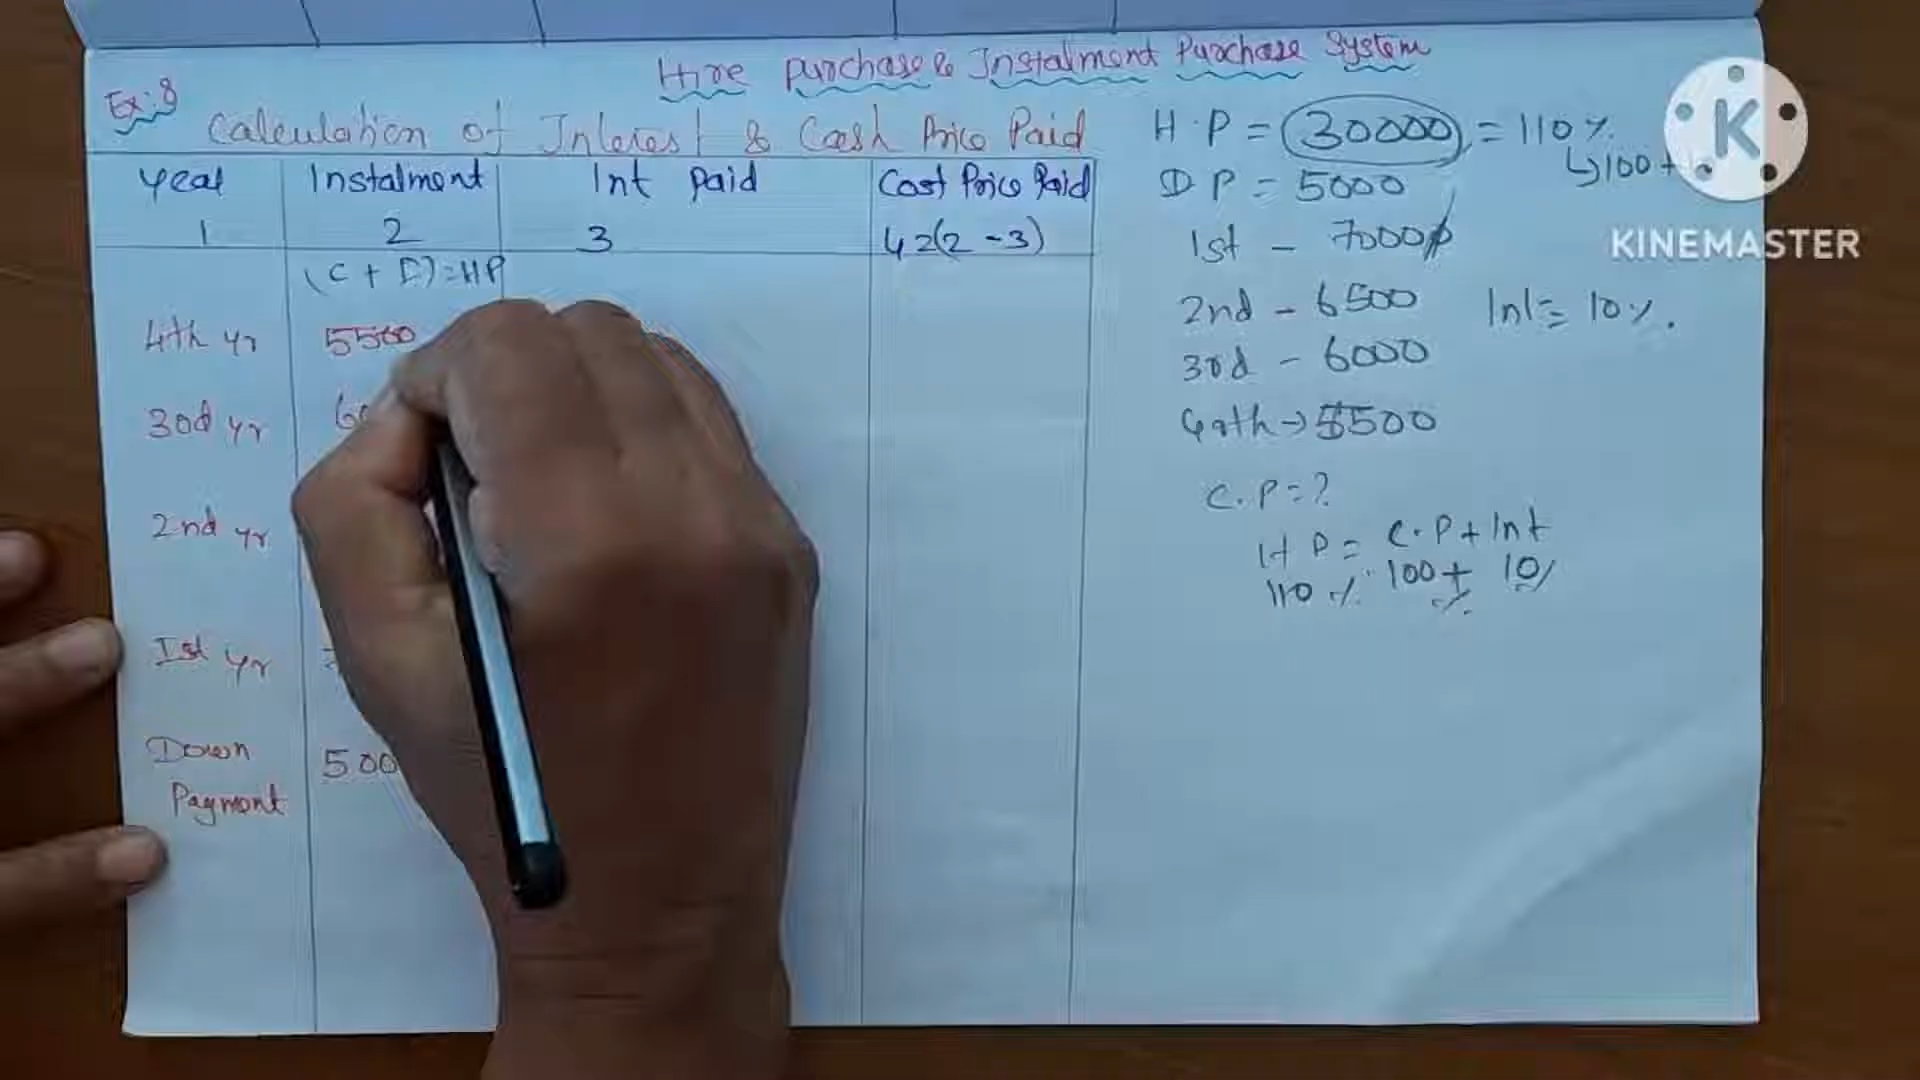 Hire purchase & Instalment Purchase System
Ex:8
Calculation of Interest & Cash Price Paid
Year
Instalment
Int Paid
Cost Price Paid
1
2
3
4=(2-3)
(C + I)=HP
4th yr
5500
3rd yr
2nd yr
Ist yr
Down Payment
500
H.P = 30000 = 110%
↳100+
D P = 5000
1st - 7000
2nd - 6500
Int = 10%.
3rd - 6000
4rth → 5500
C.P = ?
H P = C.P + Int
110 % 100 + 10%
%
K
KINEMASTER